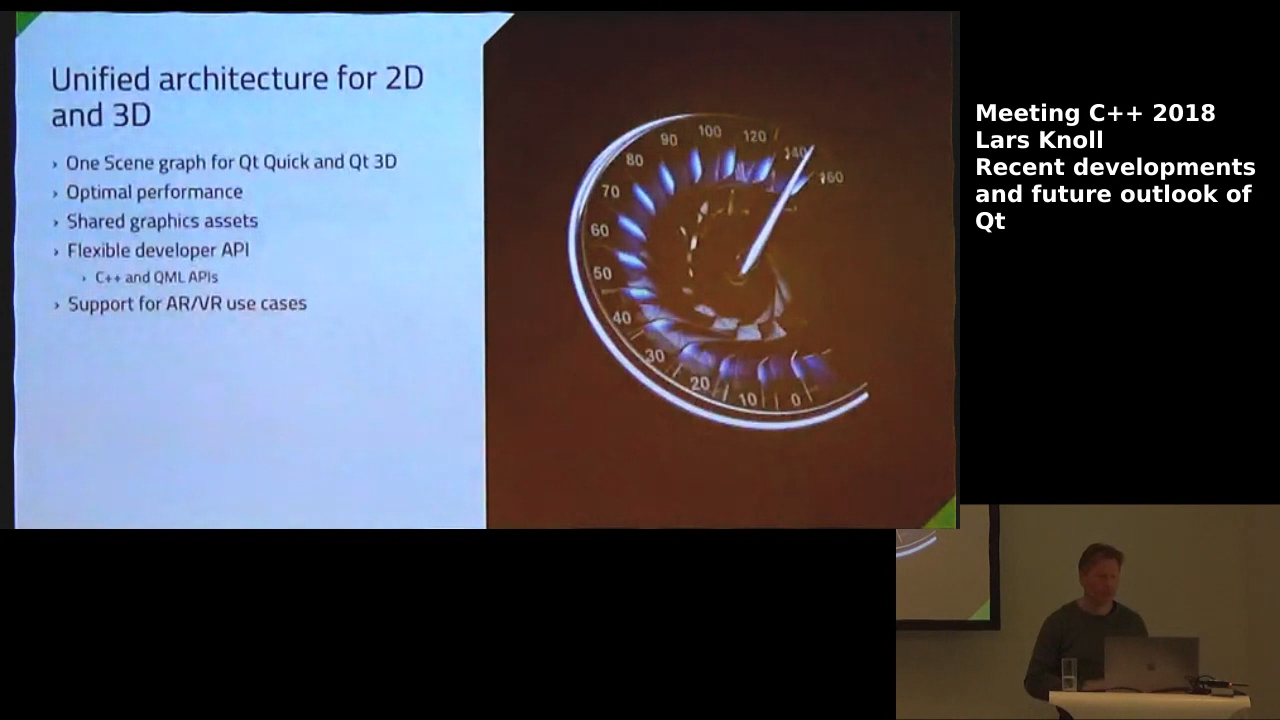 Unified architecture for 2D
and 3D
› One Scene graph for Qt Quick and Qt 3D
› Optimal performance
› Shared graphics assets
› Flexible developer API
› C++ and QML APIs
› Support for AR/VR use cases
90 100 120
80 140
70 160
60
50
40
30
20
10 0
Meeting C++ 2018
Lars Knoll
Recent developments
and future outlook of
Qt